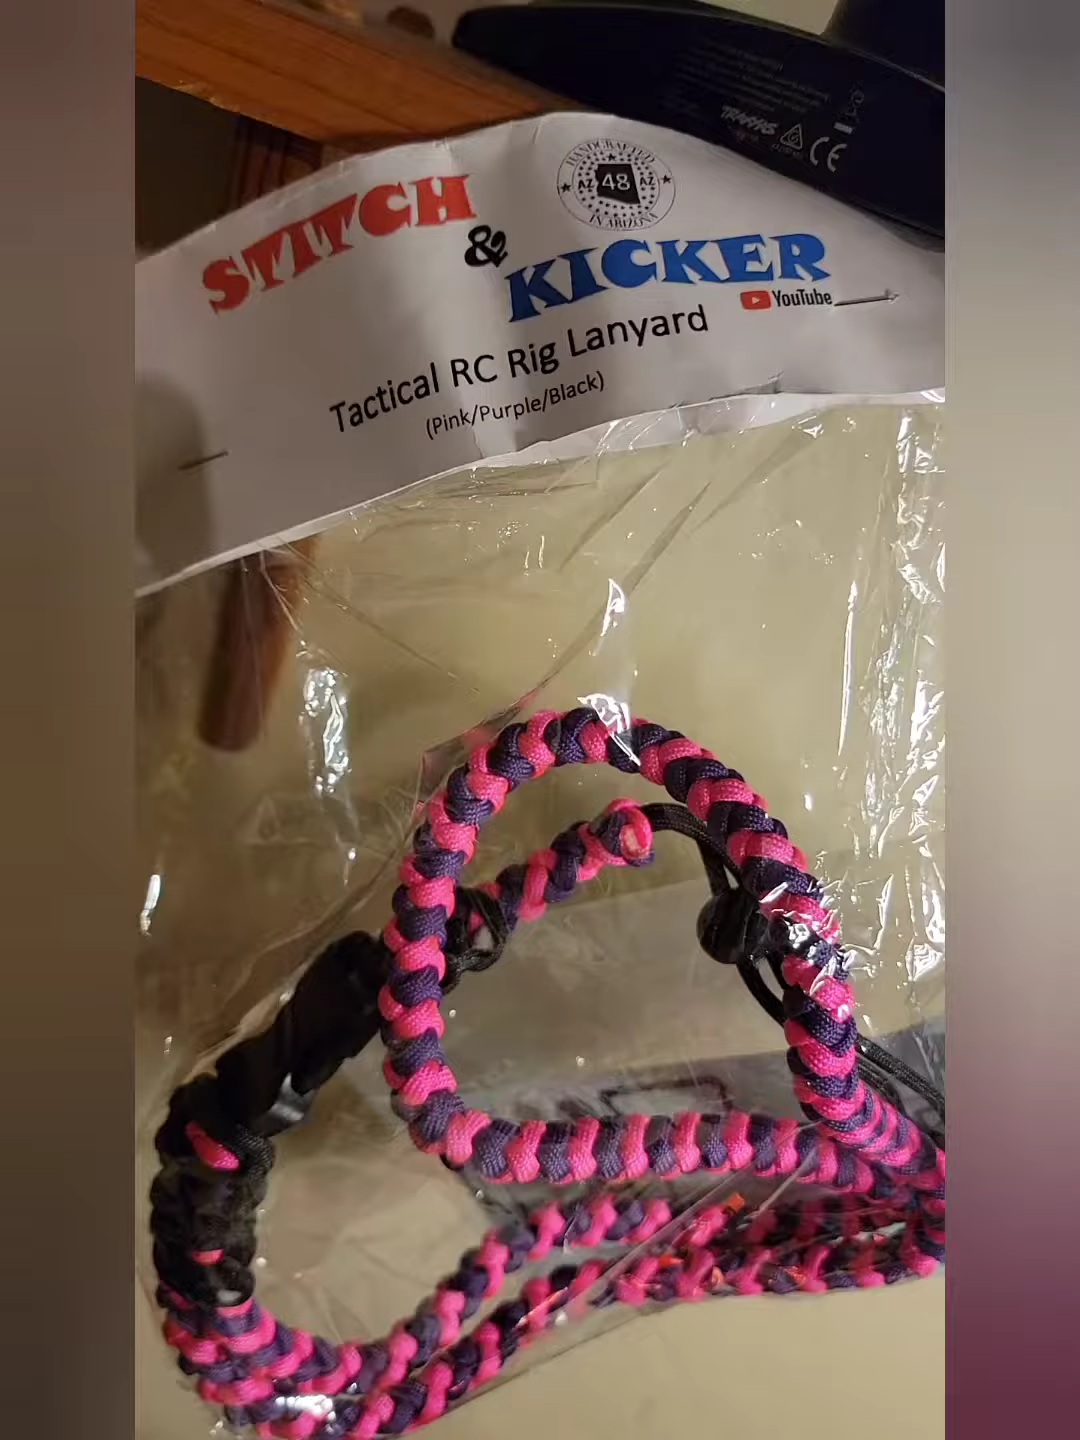 TRAXXAS
CE
HANDCRAFTED
AZ 48 AZ
IN ARIZONA
STITCH
&
KICKER
YouTube
Tactical RC Rig Lanyard
(Pink/Purple/Black)